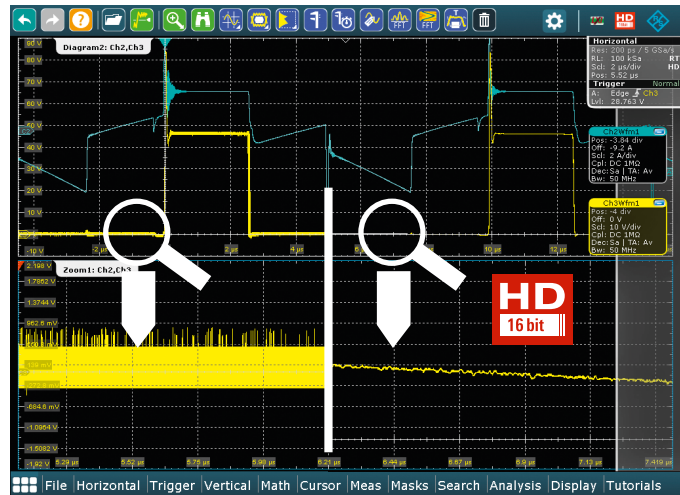 FFT
FFT
HD
90 V
Diagram2: Ch2,Ch3
80 V
70 V
60 V
50 V
40 V
30 V
20 V
10 V
-10 V
-2 µs
2 µs
4 µs
10 µs
12 µs
Horizontal
Res: 200 ps / 5 GSa/s
RL: 100 kSa RT
Scl: 2 µs/div HD
Pos: 5.52 µs
Trigger Normal
A: Edge Ch3
Lvl: 28.763 V
Ch2Wfm1
Pos: -3.84 div
Off: -9.2 A
Scl: 2 A/div
Cpl: DC 1MΩ
Dec:Sa | TA: Av
Bw: 50 MHz
Ch3Wfm1
Pos: -4 div
Off: 0 V
Scl: 10 V/div
Cpl: DC 1MΩ
Dec:Sa | TA: Av
Bw: 50 MHz
2.198 V
Zoom1: Ch2,Ch3
1.7862 V
1.3744 V
962.6 mV
-684.6 mV
-1.0964 V
-1.5082 V
-1.92 V
5.29 µs
5.52 µs
5.75 µs
5.98 µs
6.21 µs
6.44 µs
6.67 µs
6.9 µs
7.13 µs
7.419 µs
HD
16 bit
File Horizontal Trigger Vertical Math Cursor Meas Masks Search Analysis Display Tutorials